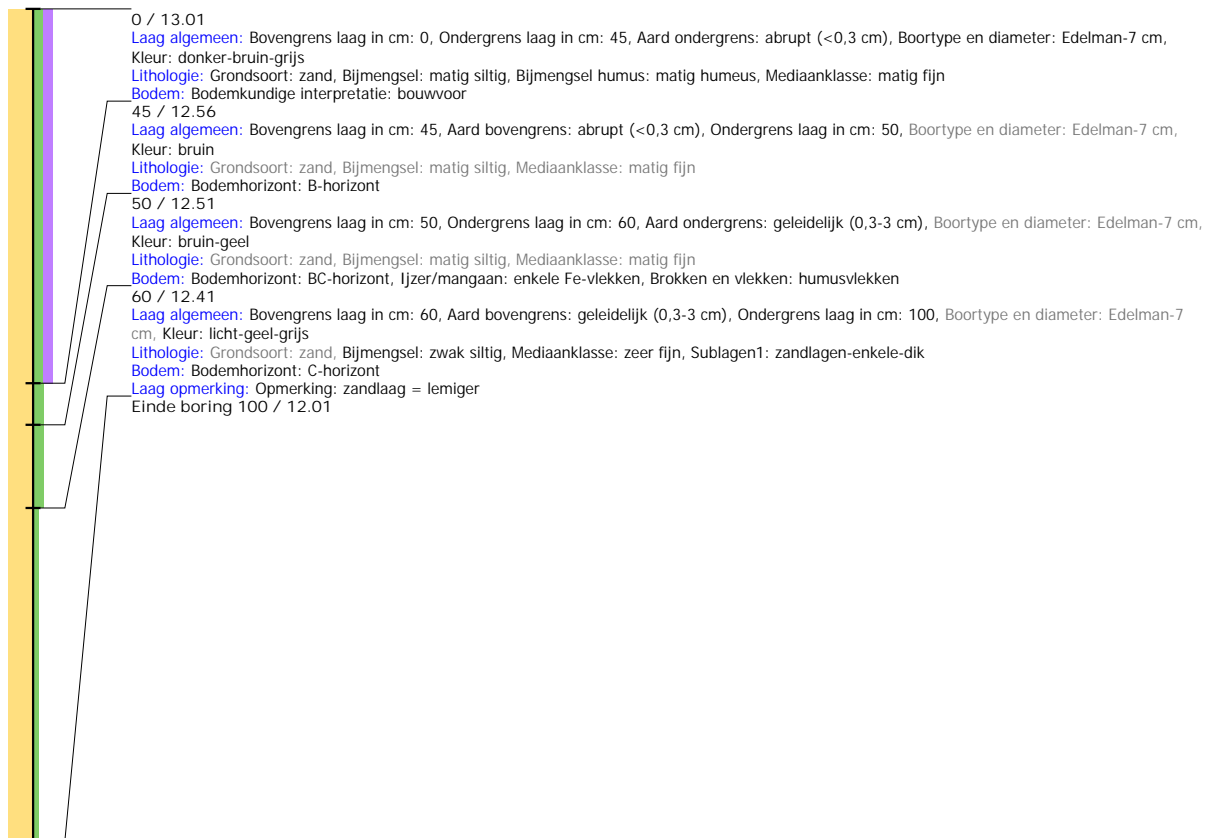 0 / 13.01
Laag algemeen: Bovengrens laag in cm: 0, Ondergrens laag in cm: 45, Aard ondergrens: abrupt (<0,3 cm), Boortype en diameter: Edelman-7 cm,
Kleur: donker-bruin-grijs
Lithologie: Grondsoort: zand, Bijmengsel: matig siltig, Bijmengsel humus: matig humeus, Mediaanklasse: matig fijn
Bodem: Bodemkundige interpretatie: bouwvoor
45 / 12.56
Laag algemeen: Bovengrens laag in cm: 45, Aard bovengrens: abrupt (<0,3 cm), Ondergrens laag in cm: 50, Boortype en diameter: Edelman-7 cm,
Kleur: bruin
Lithologie: Grondsoort: zand, Bijmengsel: matig siltig, Mediaanklasse: matig fijn
Bodem: Bodemhorizont: B-horizont
50 / 12.51
Laag algemeen: Bovengrens laag in cm: 50, Ondergrens laag in cm: 60, Aard ondergrens: geleidelijk (0,3-3 cm), Boortype en diameter: Edelman-7 cm,
Kleur: bruin-geel
Lithologie: Grondsoort: zand, Bijmengsel: matig siltig, Mediaanklasse: matig fijn
Bodem: Bodemhorizont: BC-horizont, Ijzer/mangaan: enkele Fe-vlekken, Brokken en vlekken: humusvlekken
60 / 12.41
Laag algemeen: Bovengrens laag in cm: 60, Aard bovengrens: geleidelijk (0,3-3 cm), Ondergrens laag in cm: 100, Boortype en diameter: Edelman-7
cm, Kleur: licht-geel-grijs
Lithologie: Grondsoort: zand, Bijmengsel: zwak siltig, Mediaanklasse: zeer fijn, Sublagen1: zandlagen-enkele-dik
Bodem: Bodemhorizont: C-horizont
Laag opmerking: Opmerking: zandlaag = lemiger
Einde boring 100 / 12.01